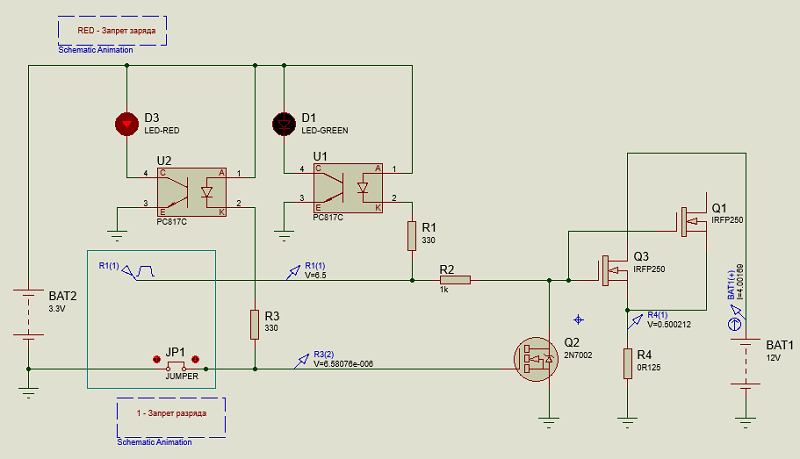 RED - Запрет заряда
Schematic Animation
D3
LED-RED
D1
LED-GREEN
U2
4
C
A
1
3
E
K
2
PC817C
U1
4
C
A
1
3
E
K
2
PC817C
R1
330
Q1
IRFP250
R1(1)
R1(1)
V=6.5
R2
1k
Q3
IRFP250
BAT1(+)
I=4.00169
BAT2
3.3V
R3
330
R4(1)
V=0.500212
JP1
JUMPER
R3(2)
V=6.58076e-006
Q2
2N7002
R4
0R125
BAT1
12V
1 - Запрет разряда
Schematic Animation